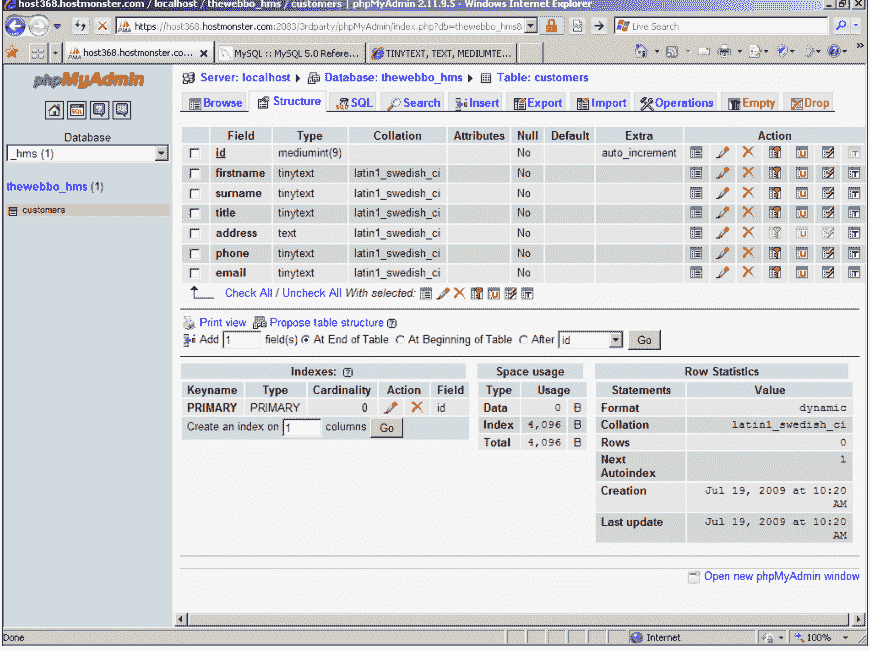 host368.hostmonster.com / localhost / thewebbo_hms / customers | phpMyAdmin 2.11.9.5 - Windows Internet Explorer
https://host368.hostmonster.com:2083/3rdparty/phpMyAdmin/index.php?db=thewebbo_hms& Live Search
host368.hostmonster.co... MySQL :: MySQL 5.0 Refere... TINYTEXT, TEXT, MEDIUMTE...
phpMyAdmin
Server: localhost Database: thewebbo_hms Table: customers
Browse Structure SQL Search Insert Export Import Operations Empty Drop
Database
_hms (1)
thewebbo_hms (1)
customers
Field Type Collation Attributes Null Default Extra Action
id mediumint(9) No auto_increment
firstname tinytext latin1_swedish_ci No
surname tinytext latin1_swedish_ci No
title tinytext latin1_swedish_ci No
address text latin1_swedish_ci No
phone tinytext latin1_swedish_ci No
email tinytext latin1_swedish_ci No
Check All / Uncheck All With selected:
Print view Propose table structure
Add 1 field(s) At End of Table At Beginning of Table After id Go
Indexes:
Keyname Type Cardinality Action Field
PRIMARY PRIMARY 0 id
Create an index on 1 columns Go
Space usage
Type Usage
Data 0 B
Index 4,096 B
Total 4,096 B
Row Statistics
Statements Value
Format dynamic
Collation latin1_swedish_ci
Rows 0
Next Autoindex 1
Creation Jul 19, 2009 at 10:20 AM
Last update Jul 19, 2009 at 10:20 AM
Open new phpMyAdmin window
Done Internet 100%